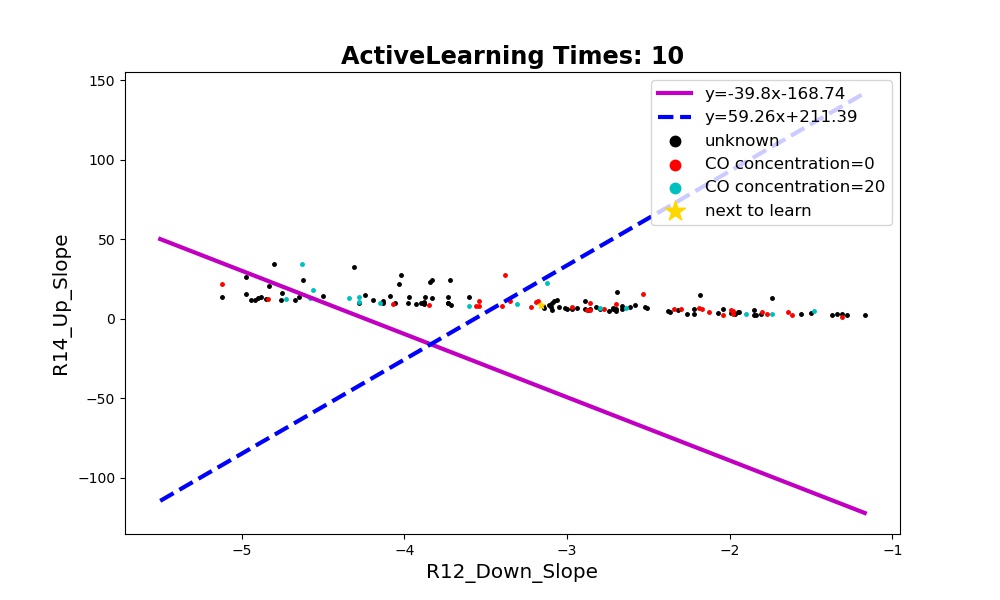 ActiveLearning Times: 10
150
100
50
0
−50
−100
R14_Up_Slope
y=-39.8x-168.74
y=59.26x+211.39
unknown
CO concentration=0
CO concentration=20
next to learn
−5
−4
−3
−2
−1
R12_Down_Slope